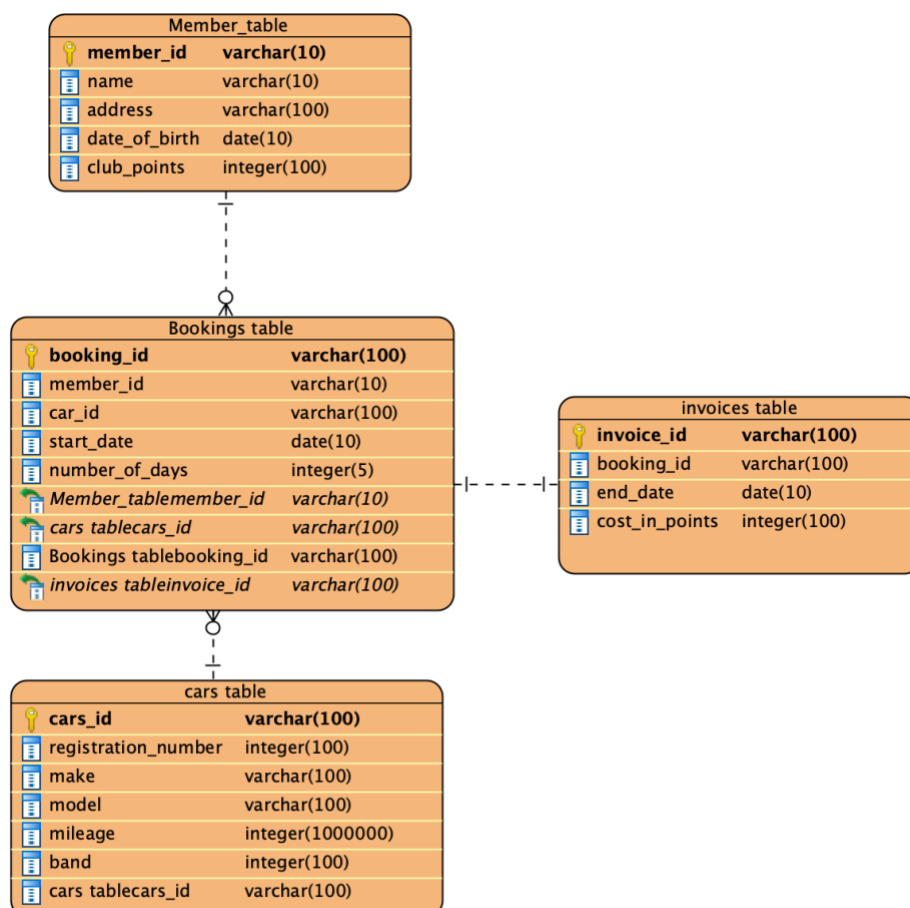 Member_table
member_id varchar(10)
name varchar(10)
address varchar(100)
date_of_birth date(10)
club_points integer(100)
Bookings table
booking_id varchar(100)
member_id varchar(10)
car_id varchar(100)
start_date date(10)
number_of_days integer(5)
Member_tablemember_id varchar(10)
cars tablecars_id varchar(100)
Bookings tablebooking_id varchar(100)
invoices tableinvoice_id varchar(100)
invoices table
invoice_id varchar(100)
booking_id varchar(100)
end_date date(10)
cost_in_points integer(100)
cars table
cars_id varchar(100)
registration_number integer(100)
make varchar(100)
model varchar(100)
mileage integer(1000000)
band integer(100)
cars tablecars_id varchar(100)